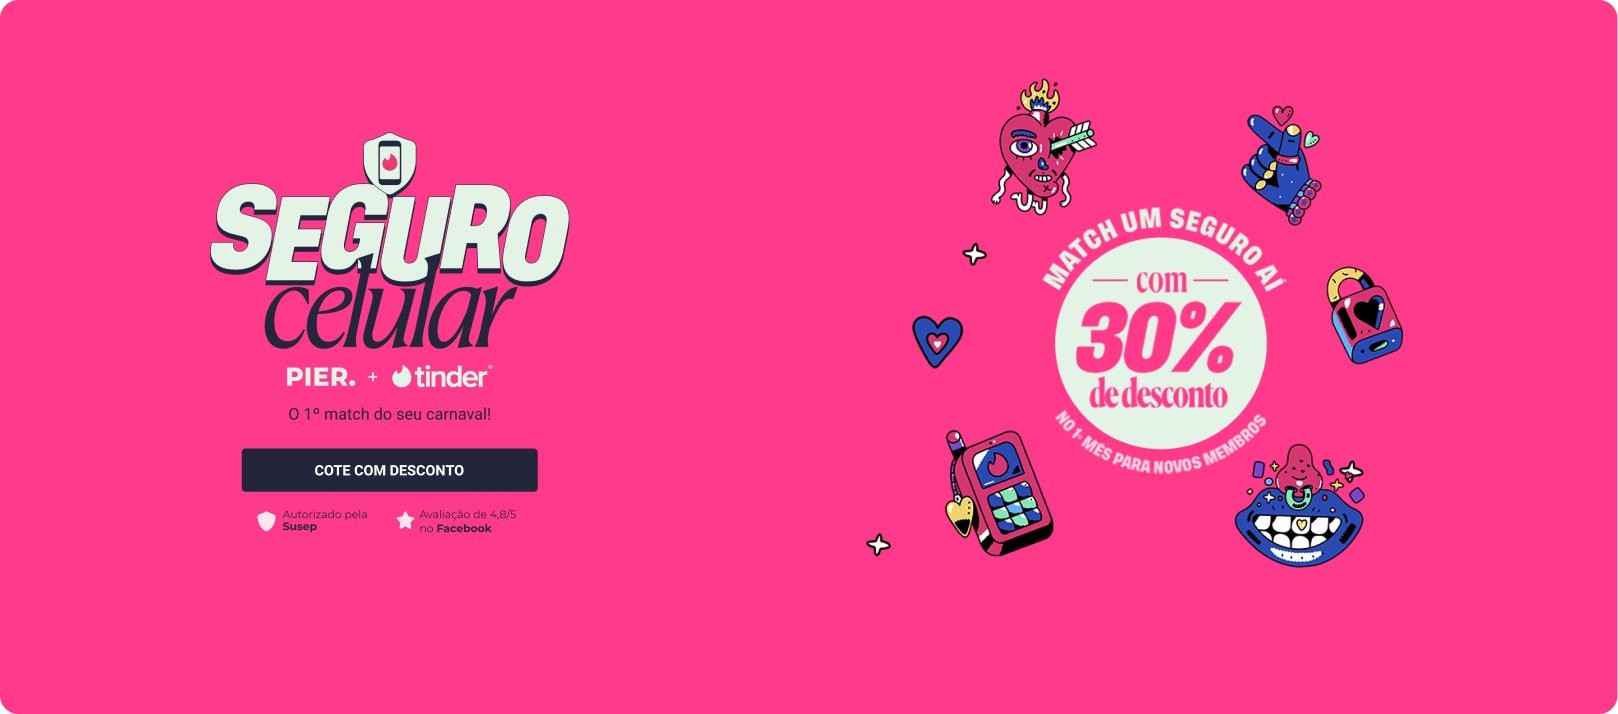 SEGURO
celular
PIER. + tinder®
O 1º match do seu carnaval!
COTE COM DESCONTO
Autorizado pela
Susep
Avaliação de 4,8/5
no Facebook
MATCH UM SEGURO AÍ
com
30%
de desconto
NO 1º MÊS PARA NOVOS MEMBROS